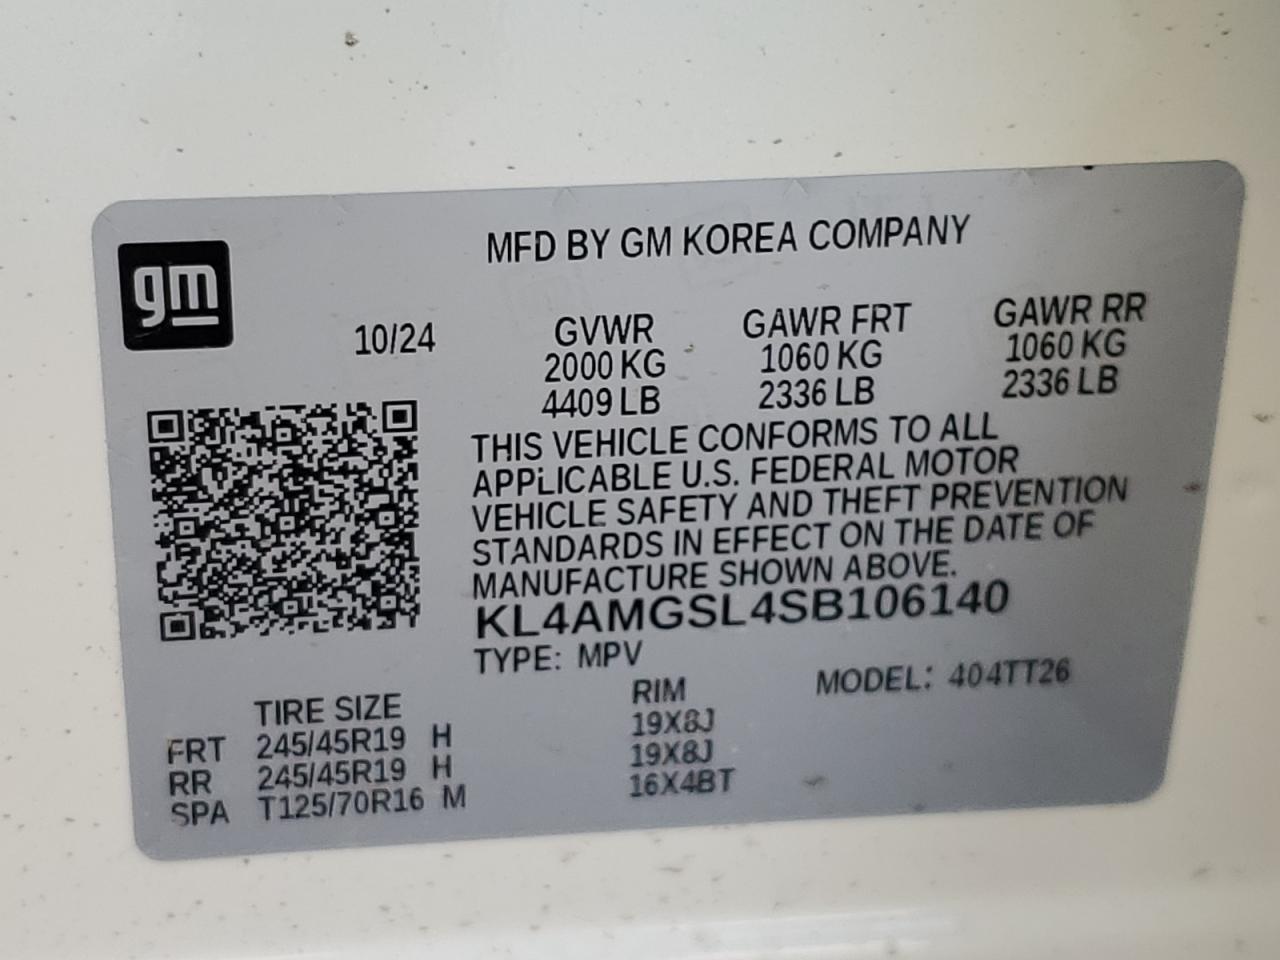 gm
MFD BY GM KOREA COMPANY
10/24
GVWR GAWR FRT GAWR RR
2000 KG 1060 KG 1060 KG
4409 LB 2336 LB 2336 LB
THIS VEHICLE CONFORMS TO ALL
APPLICABLE U.S. FEDERAL MOTOR
VEHICLE SAFETY AND THEFT PREVENTION
STANDARDS IN EFFECT ON THE DATE OF
MANUFACTURE SHOWN ABOVE.
KL4AMGSL4SB106140
TYPE: MPV MODEL: 404TT26
TIRE SIZE RIM
FRT 245/45R19 H 19X8J
RR 245/45R19 H 19X8J
SPA T125/70R16 M 16X4BT